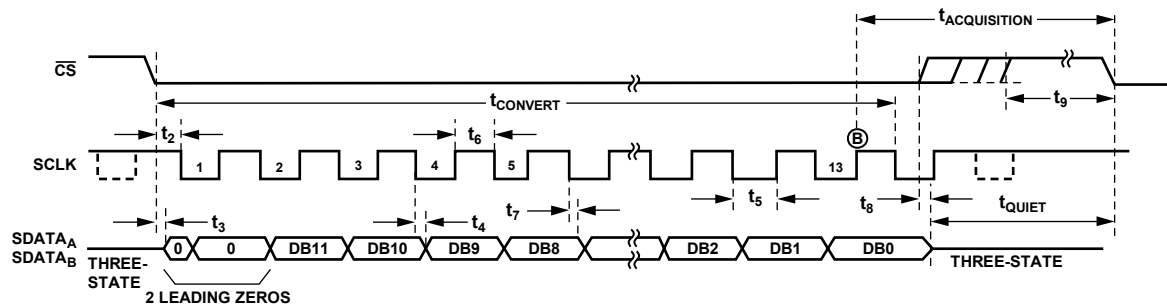 tACQUISITION
CS
tCONVERT
t9
t2
t6
B
SCLK
1
2
3
4
5
13
t3
t4
t7
t5
t8
tQUIET
SDATAA
SDATAB
0
0
DB11
DB10
DB9
DB8
DB2
DB1
DB0
THREE-
STATE
THREE-STATE
2 LEADING ZEROS